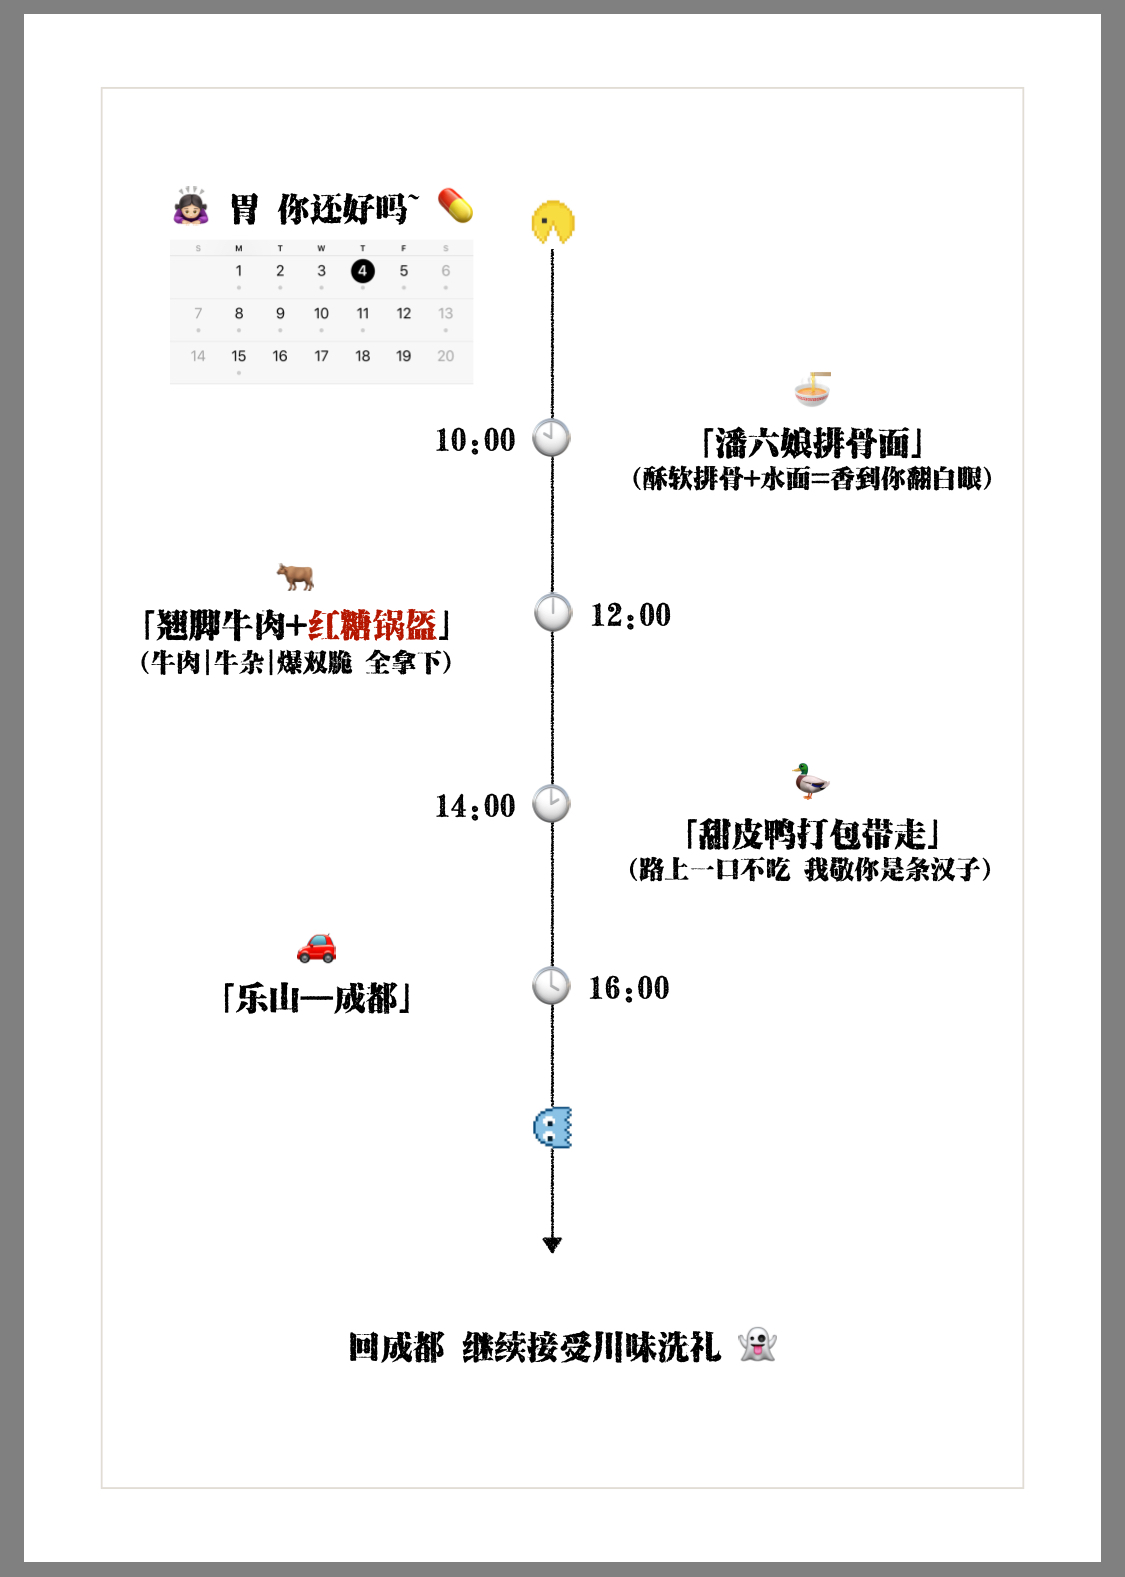 胃 你还好吗~
S M T W T F S
1 2 3 4 5 6
7 8 9 10 11 12 13
14 15 16 17 18 19 20
10:00
「潘六娘排骨面」
(酥软排骨+水面=香到你翻白眼)
12:00
「翘脚牛肉+红糖锅盔」
(牛肉|牛杂|爆双脆 全拿下)
14:00
「甜皮鸭打包带走」
(路上一口不吃 我敬你是条汉子)
16:00
「乐山—成都」
回成都 继续接受川味洗礼